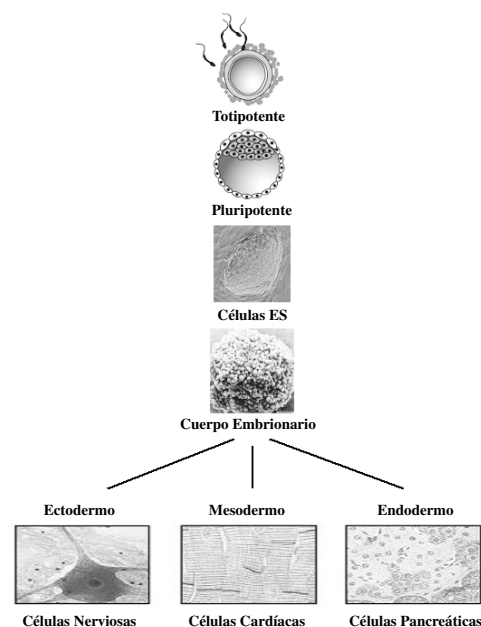 Totipotente
Pluripotente
Células ES
Cuerpo Embrionario
Ectodermo
Mesodermo
Endodermo
Células Nerviosas
Células Cardíacas
Células Pancreáticas